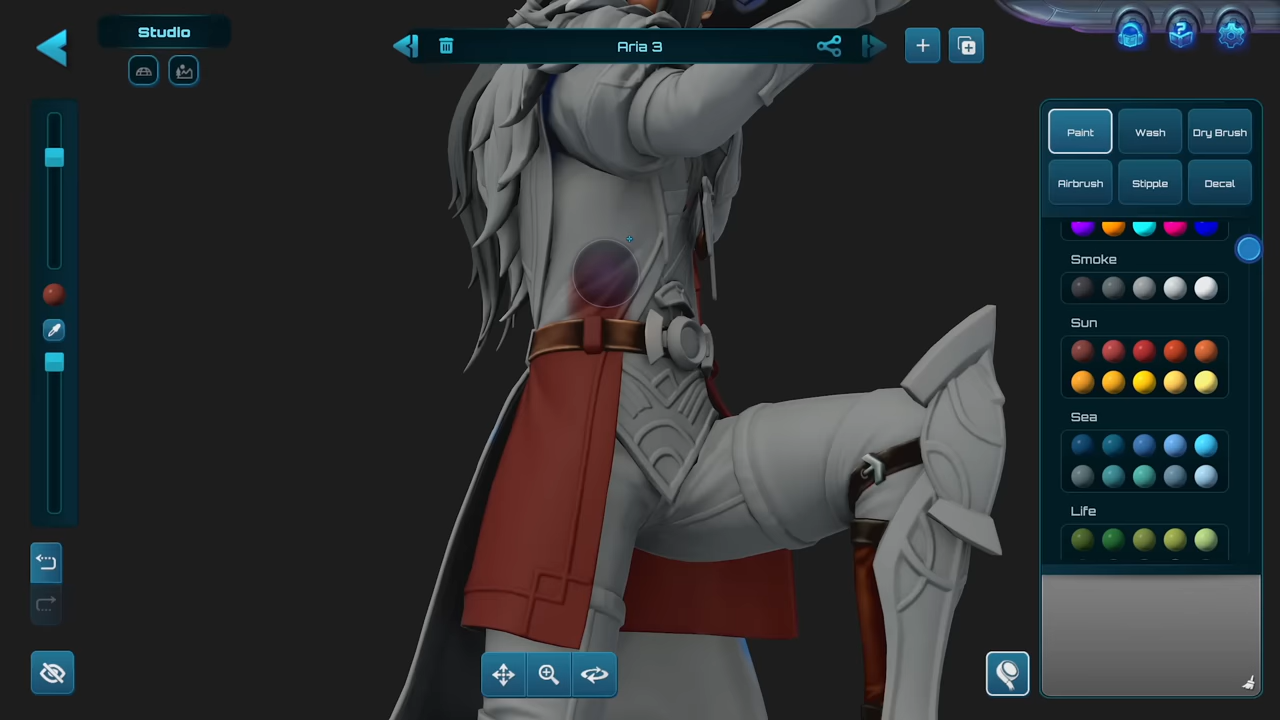 Studio
Aria 3
Paint
Wash
Dry Brush
Airbrush
Stipple
Decal
Smoke
Sun
Sea
Life